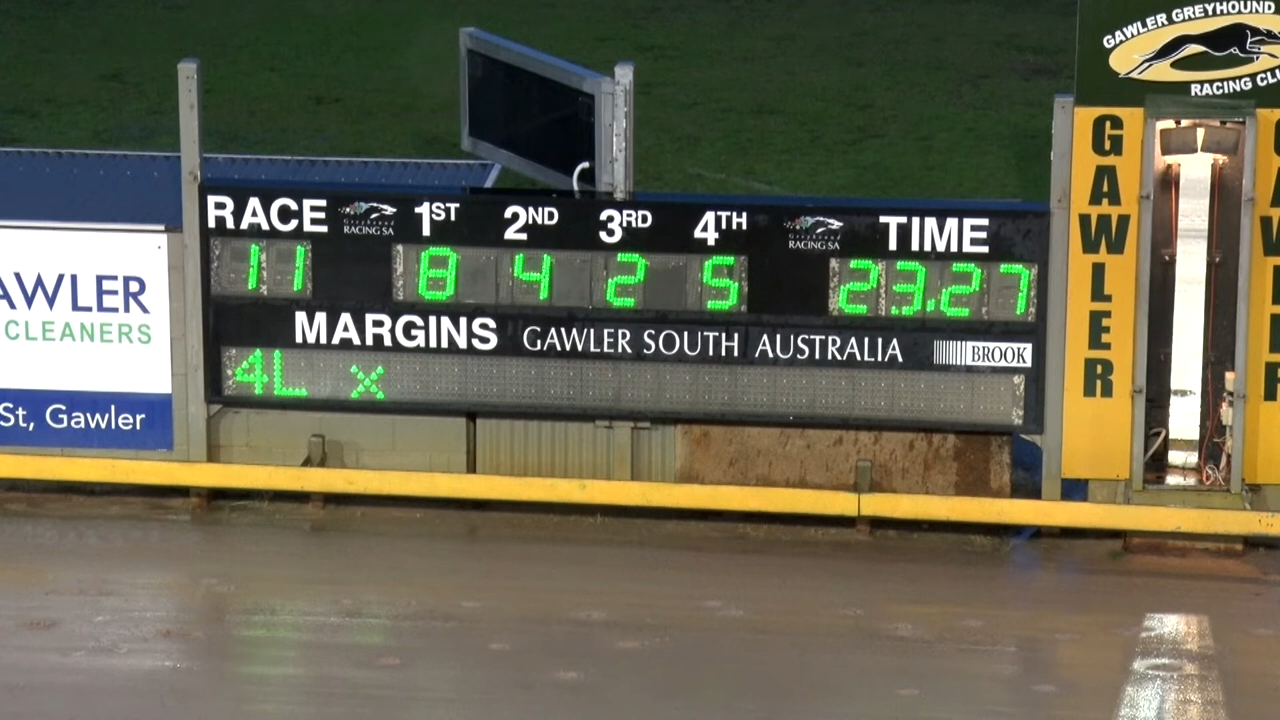 GAWLER GREYHOUND
RACING CLU
RACE
Greyhound
RACING SA
1ST
2ND
3RD
4TH
Greyhound
RACING SA
TIME
11
8
4
2
5
23.27
MARGINS
GAWLER SOUTH AUSTRALIA
BROOK
4L x
AWLER
CLEANERS
St, Gawler
GAWLER